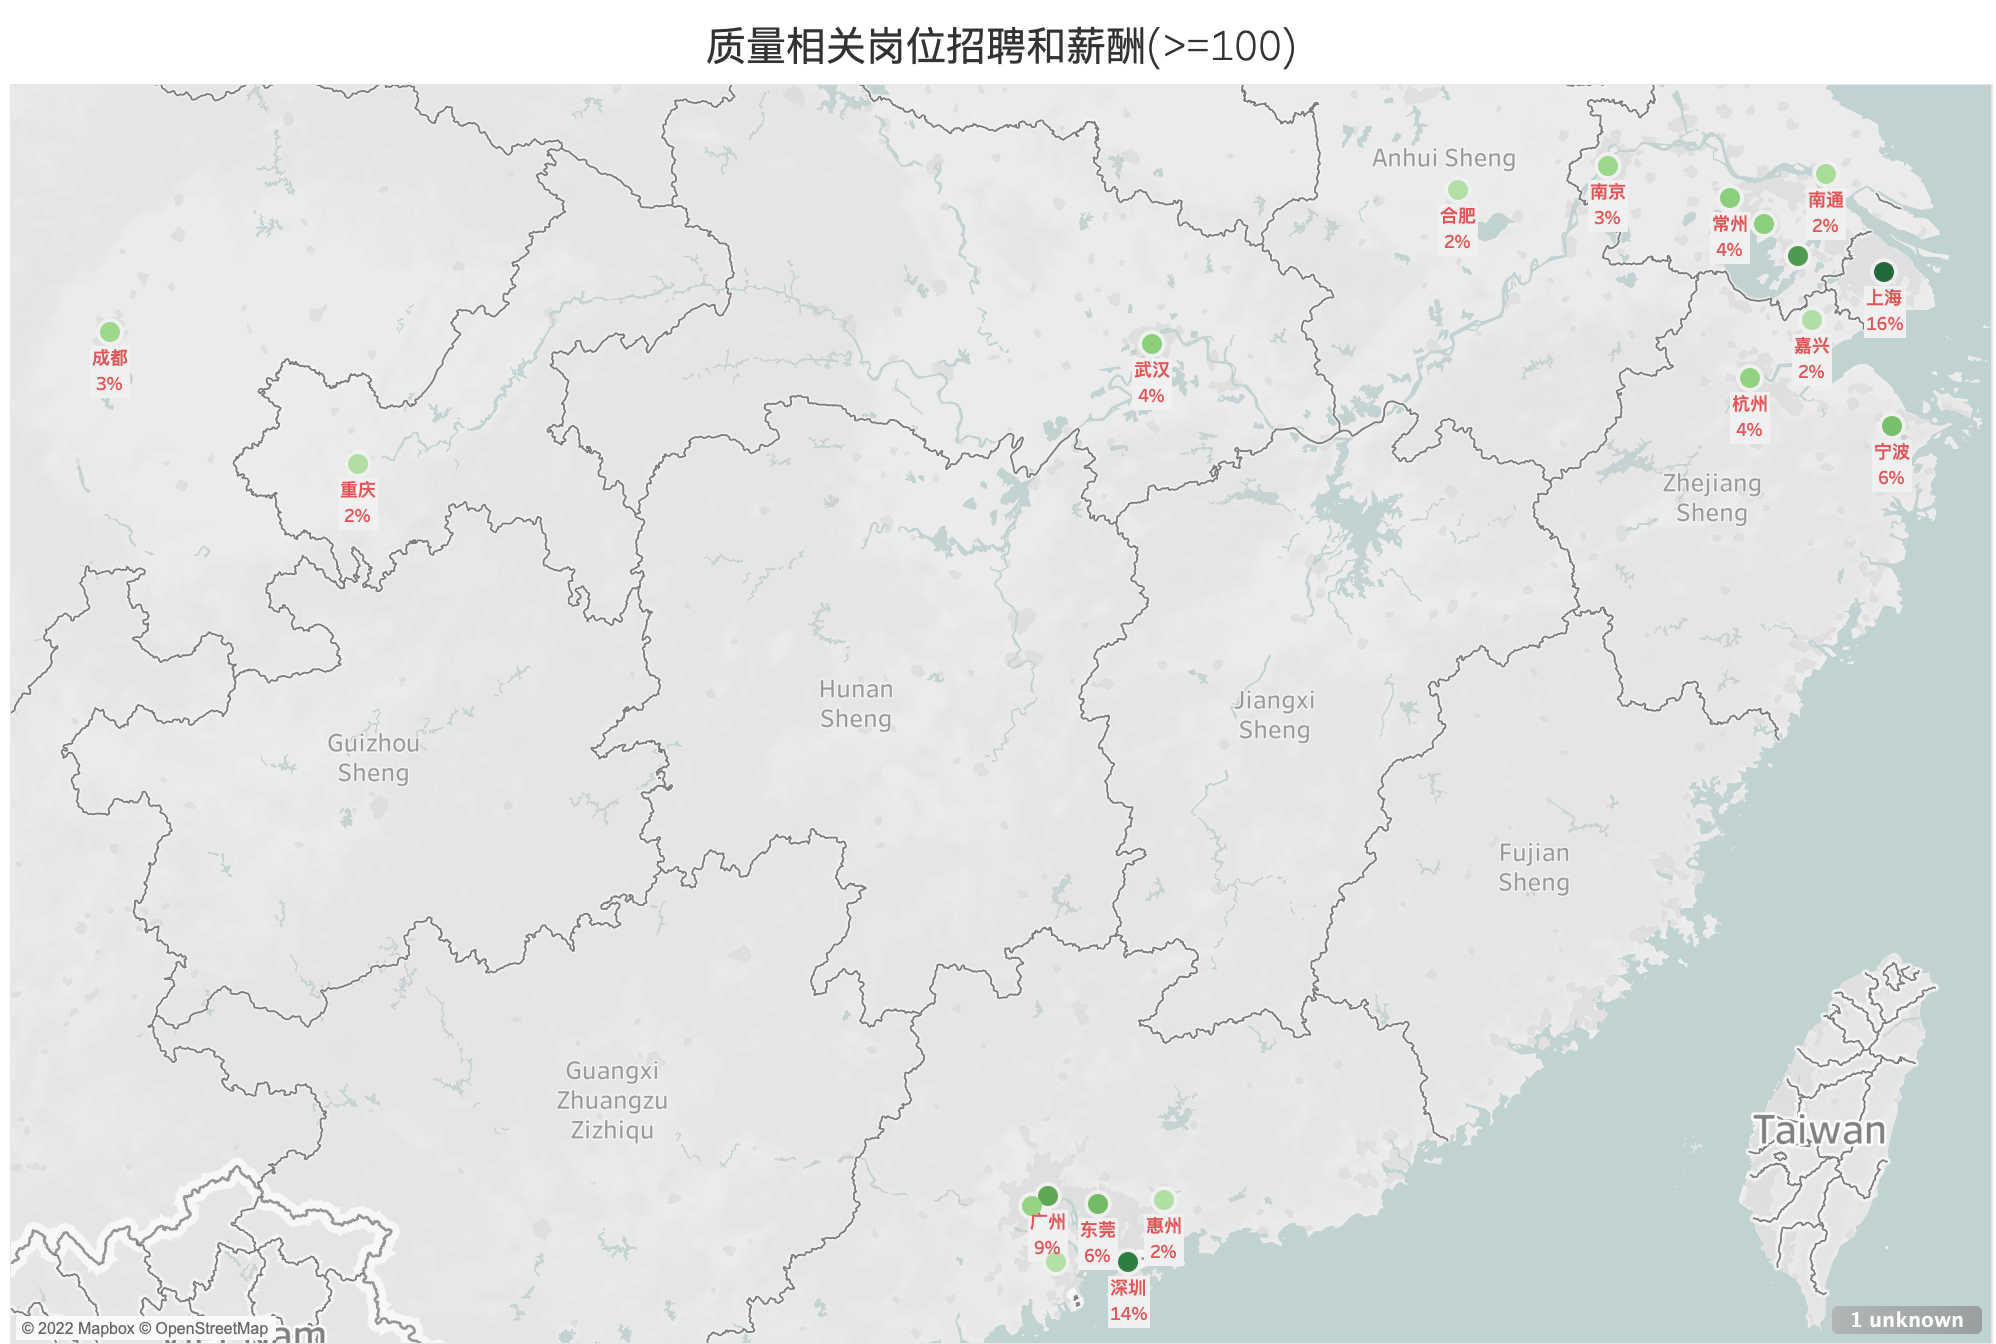 质量相关岗位招聘和薪酬(>=100)
Anhui Sheng
南京
3%
南通
2%
合肥
2%
常州
4%
上海
16%
成都
3%
武汉
4%
嘉兴
2%
杭州
4%
宁波
6%
重庆
2%
Zhejiang
Sheng
Hunan
Sheng
Jiangxi
Sheng
Guizhou
Sheng
Fujian
Sheng
Guangxi
Zhuangzu
Zizhiqu
Taiwan
广州
9%
东莞
6%
惠州
2%
深圳
14%
© 2022 Mapbox © OpenStreetMap
1 unknown